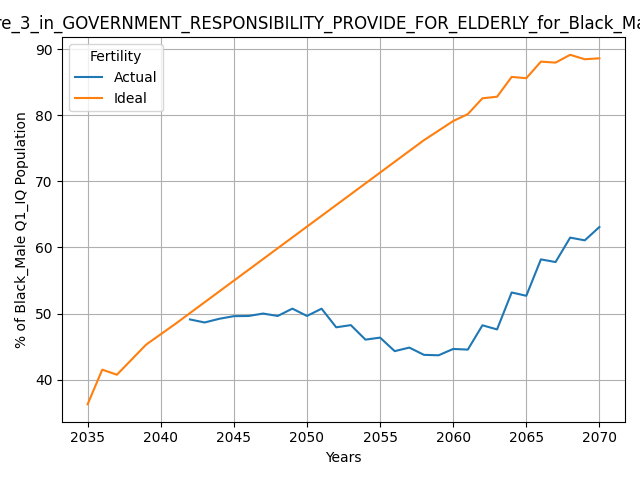 re_3_in_GOVERNMENT_RESPONSIBILITY_PROVIDE_FOR_ELDERLY_for_Black_Ma
Fertility
Actual
Ideal
90
80
70
60
50
40
% of Black_Male Q1_IQ Population
2035 2040 2045 2050 2055 2060 2065 2070
Years